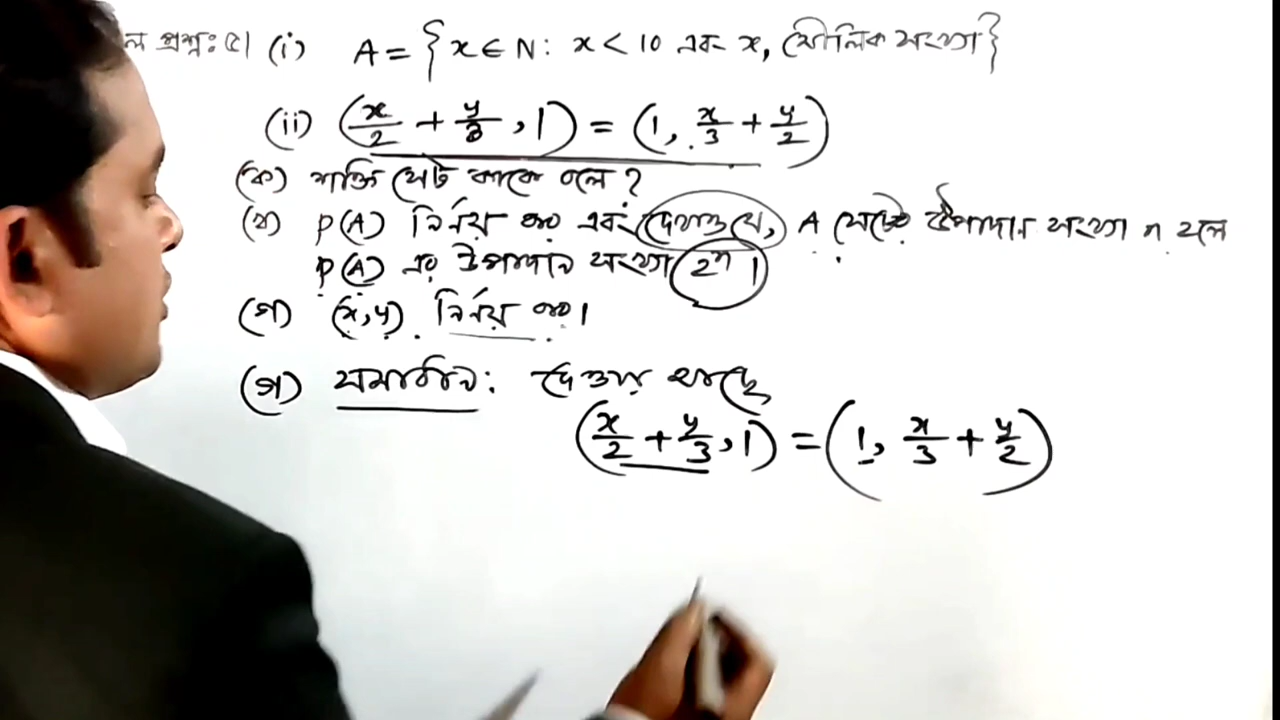 ল প্রশ্ন: ৫। (i) A = {x ∈ N: x < 10 এবং x, মৌলিক সংখ্যা}
(ii) (x/2 + y/3, 1) = (1, x/3 + y/2)
(ক) শক্তি সেট কাকে বলে?
(খ) P(A) নির্ণয় কর এবং দেখাও যে, A সেটের উপাদান সংখ্যা n হলে
P(A) এর উপাদান সংখ্যা 2ⁿ।
(গ) (x, y) নির্ণয় কর।
(গ) সমাধান: দেওয়া আছে
(x/2 + y/3, 1) = (1, x/3 + y/2)